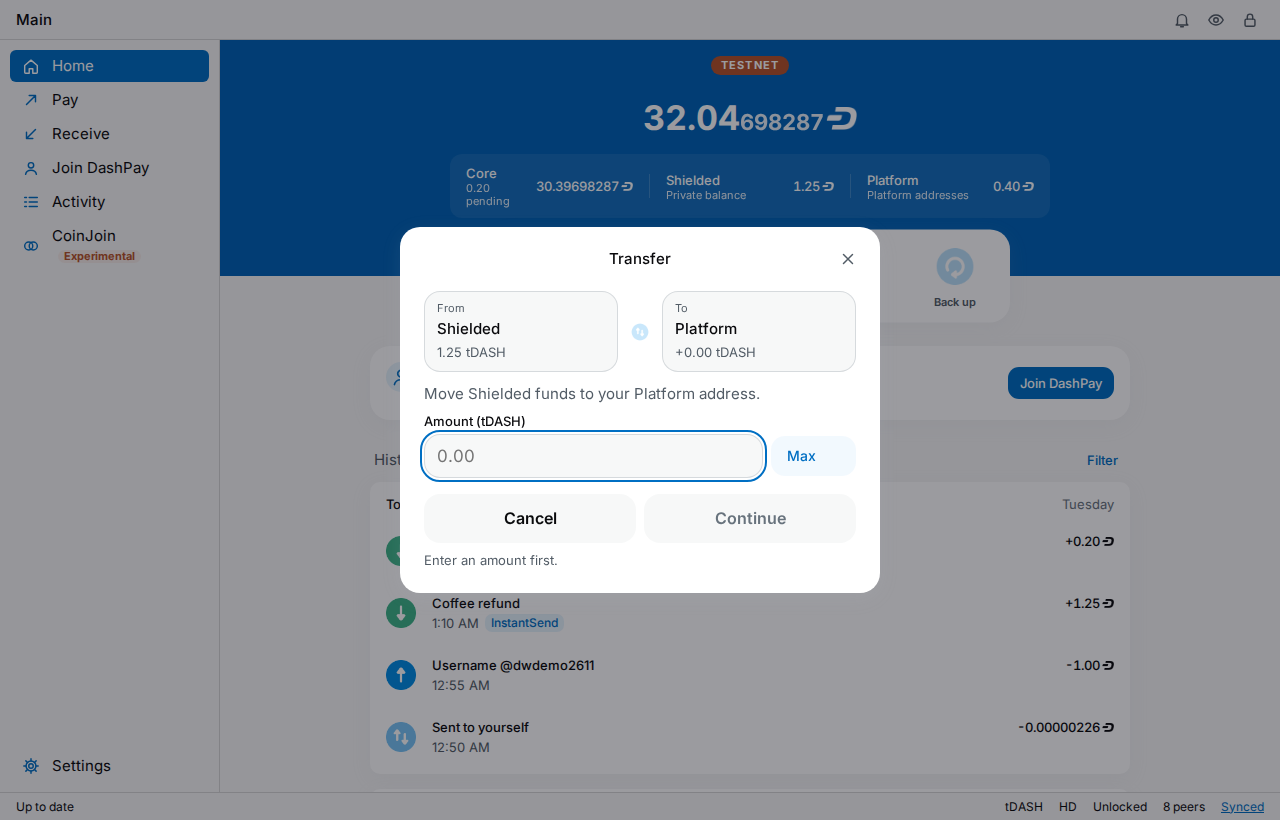 Main
Home
Pay
Receive
Join DashPay
Activity
CoinJoin
Experimental
Settings
TESTNET
32.04698287
Core
0.20
pending
30.39698287
Shielded
Private balance
1.25
Platform
Platform addresses
0.40
Back up
Join DashPay
Transfer
From
Shielded
1.25 tDASH
To
Platform
+0.00 tDASH
Move Shielded funds to your Platform address.
Amount (tDASH)
0.00
Max
Cancel
Continue
Enter an amount first.
Filter
Tuesday
+0.20
Coffee refund
1:10 AM InstantSend
+1.25
Username @dwdemo2611
12:55 AM
-1.00
Sent to yourself
12:50 AM
-0.00000226
Up to date
tDASH HD Unlocked 8 peers Synced